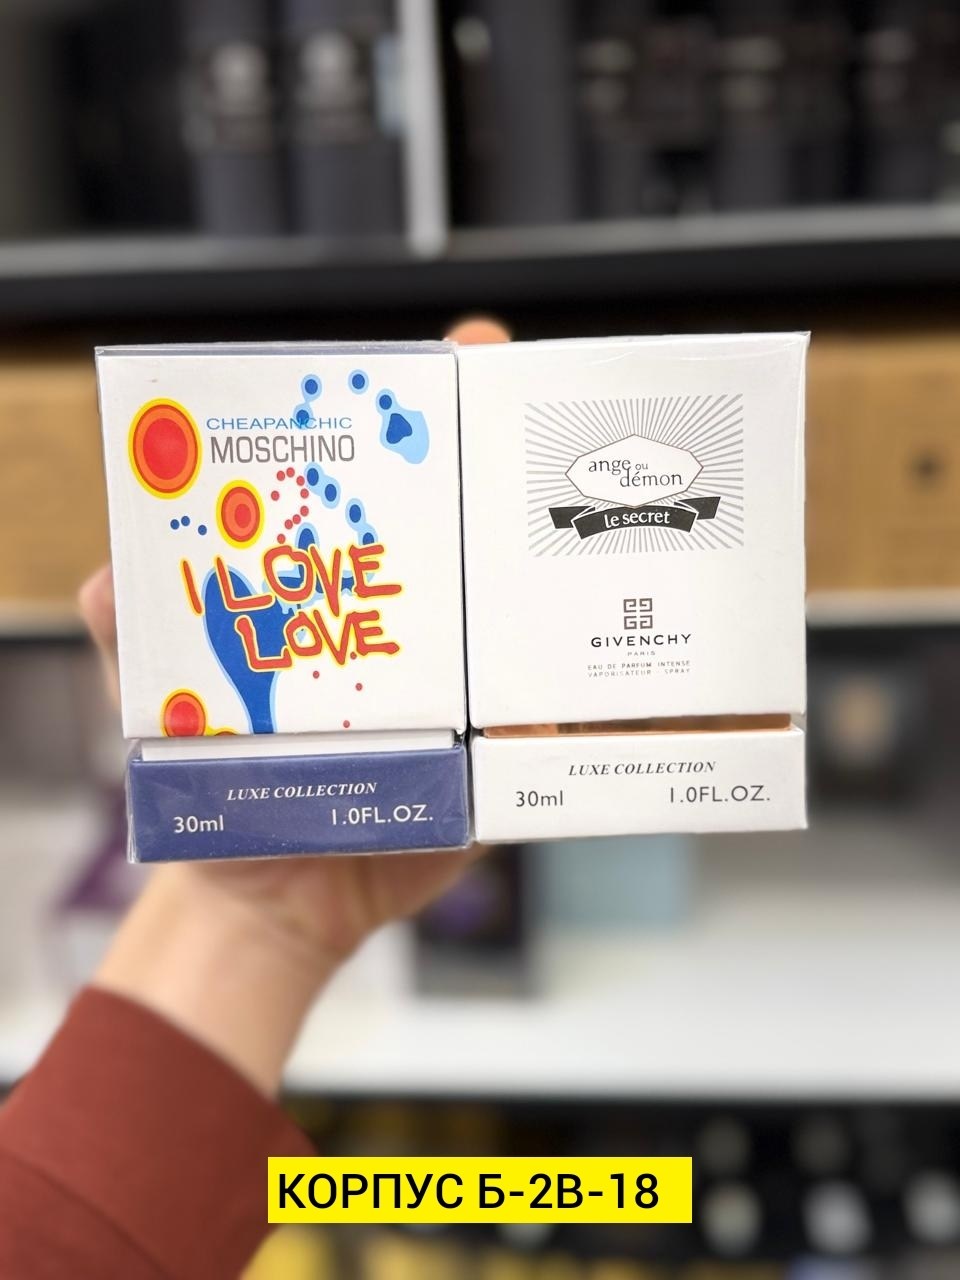 CHEAPANCHIC
MOSCHINO
I LOVE
LOVE
LUXE COLLECTION
30ml 1.0FL.OZ.
ange ou
démon
le secret
GIVENCHY
PARIS
EAU DE PARFUM INTENSE
VAPORISATEUR - SPRAY
LUXE COLLECTION
30ml 1.0FL.OZ.
КОРПУС Б-2В-18